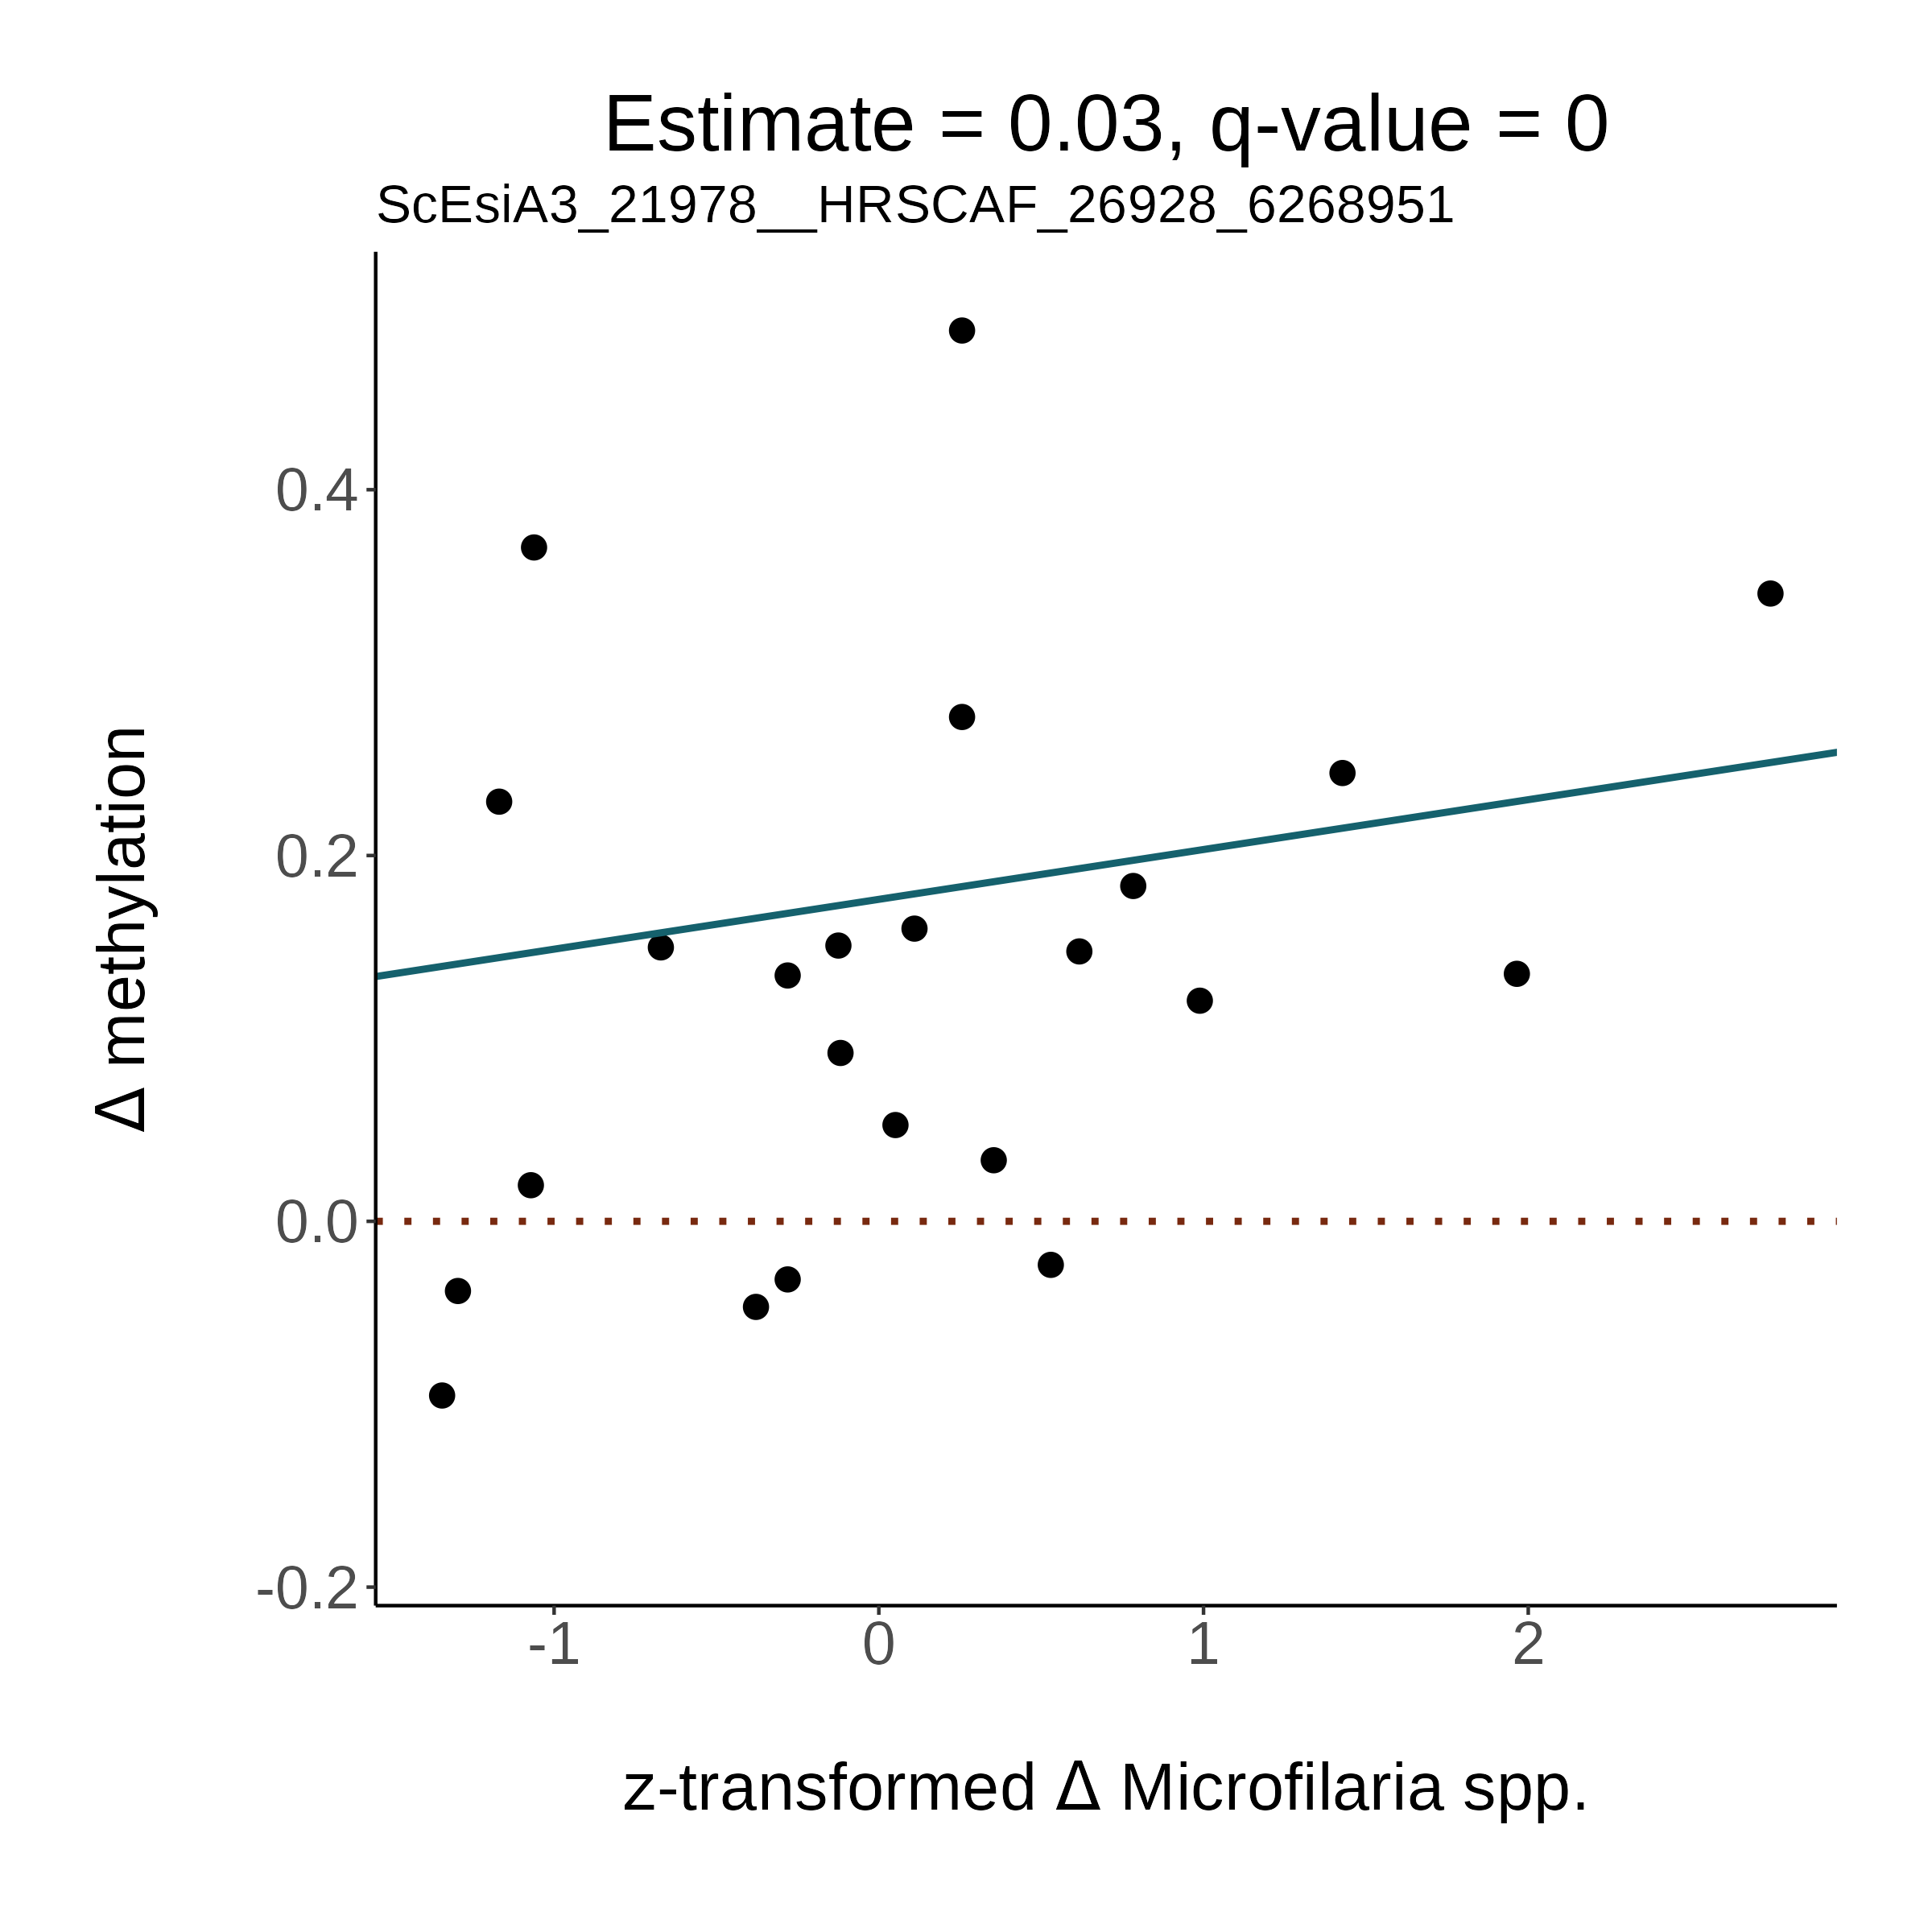 Estimate = 0.03, q-value = 0
ScEsiA3_21978__HRSCAF_26928_6268951
Δ methylation
0.4
0.2
0.0
-0.2
-1 0 1 2
z-transformed Δ Microfilaria spp.